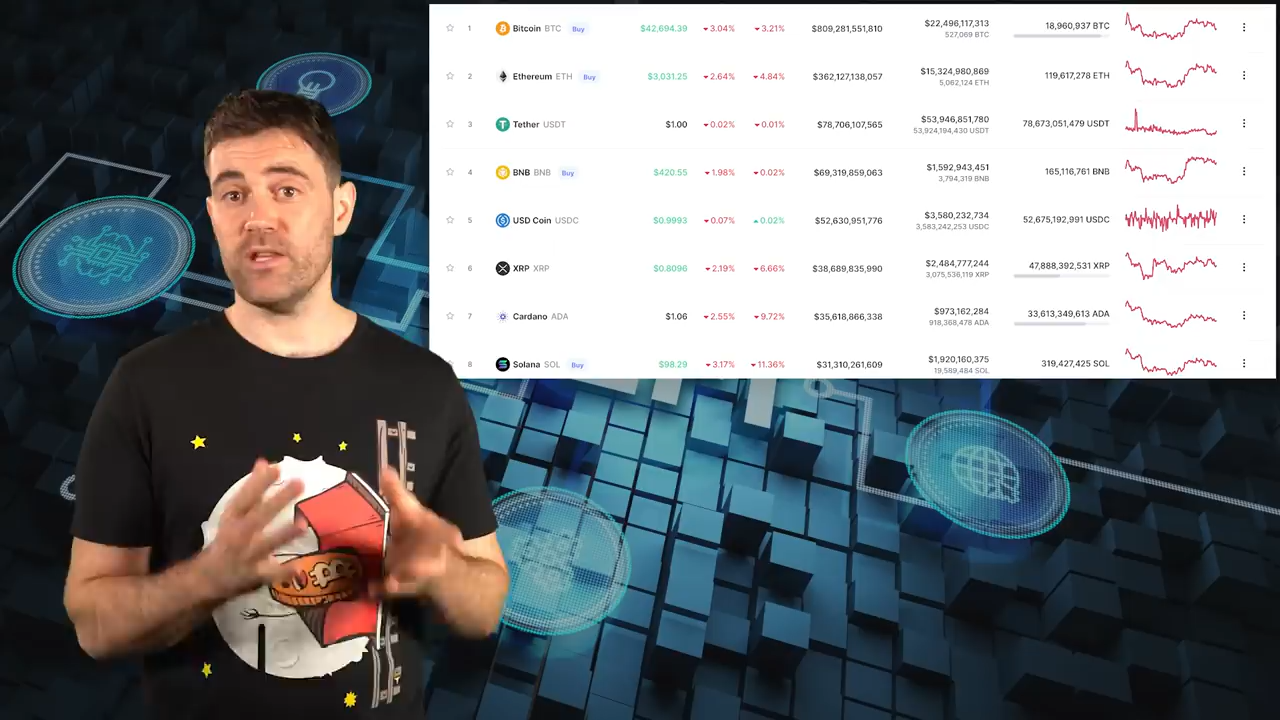 1 Bitcoin BTC Buy $42,694.39 3.04% 3.21% $809,281,551,810 $22,496,117,313 18,960,937 BTC
527,069 BTC
2 Ethereum ETH Buy $3,031.25 2.64% 4.84% $362,127,138,057 $15,324,980,869 119,617,278 ETH
5,062,124 ETH
3 Tether USDT $1.00 0.02% 0.01% $78,706,107,565 $53,946,851,780 78,673,051,479 USDT
53,924,194,430 USDT
4 BNB BNB Buy $420.55 1.98% 0.02% $69,319,859,063 $1,592,943,451 165,116,761 BNB
3,794,319 BNB
5 USD Coin USDC $0.9993 0.07% 0.02% $52,630,951,776 $3,580,232,734 52,675,192,991 USDC
3,583,242,253 USDC
6 XRP XRP $0.8096 2.19% 6.66% $38,689,835,990 $2,484,777,244 47,888,392,531 XRP
3,075,536,119 XRP
7 Cardano ADA $1.06 2.55% 9.72% $35,618,866,338 $973,162,284 33,613,349,613 ADA
918,368,478 ADA
8 Solana SOL Buy $98.29 3.17% 11.36% $31,310,261,609 $1,920,160,375 319,427,425 SOL
19,589,484 SOL